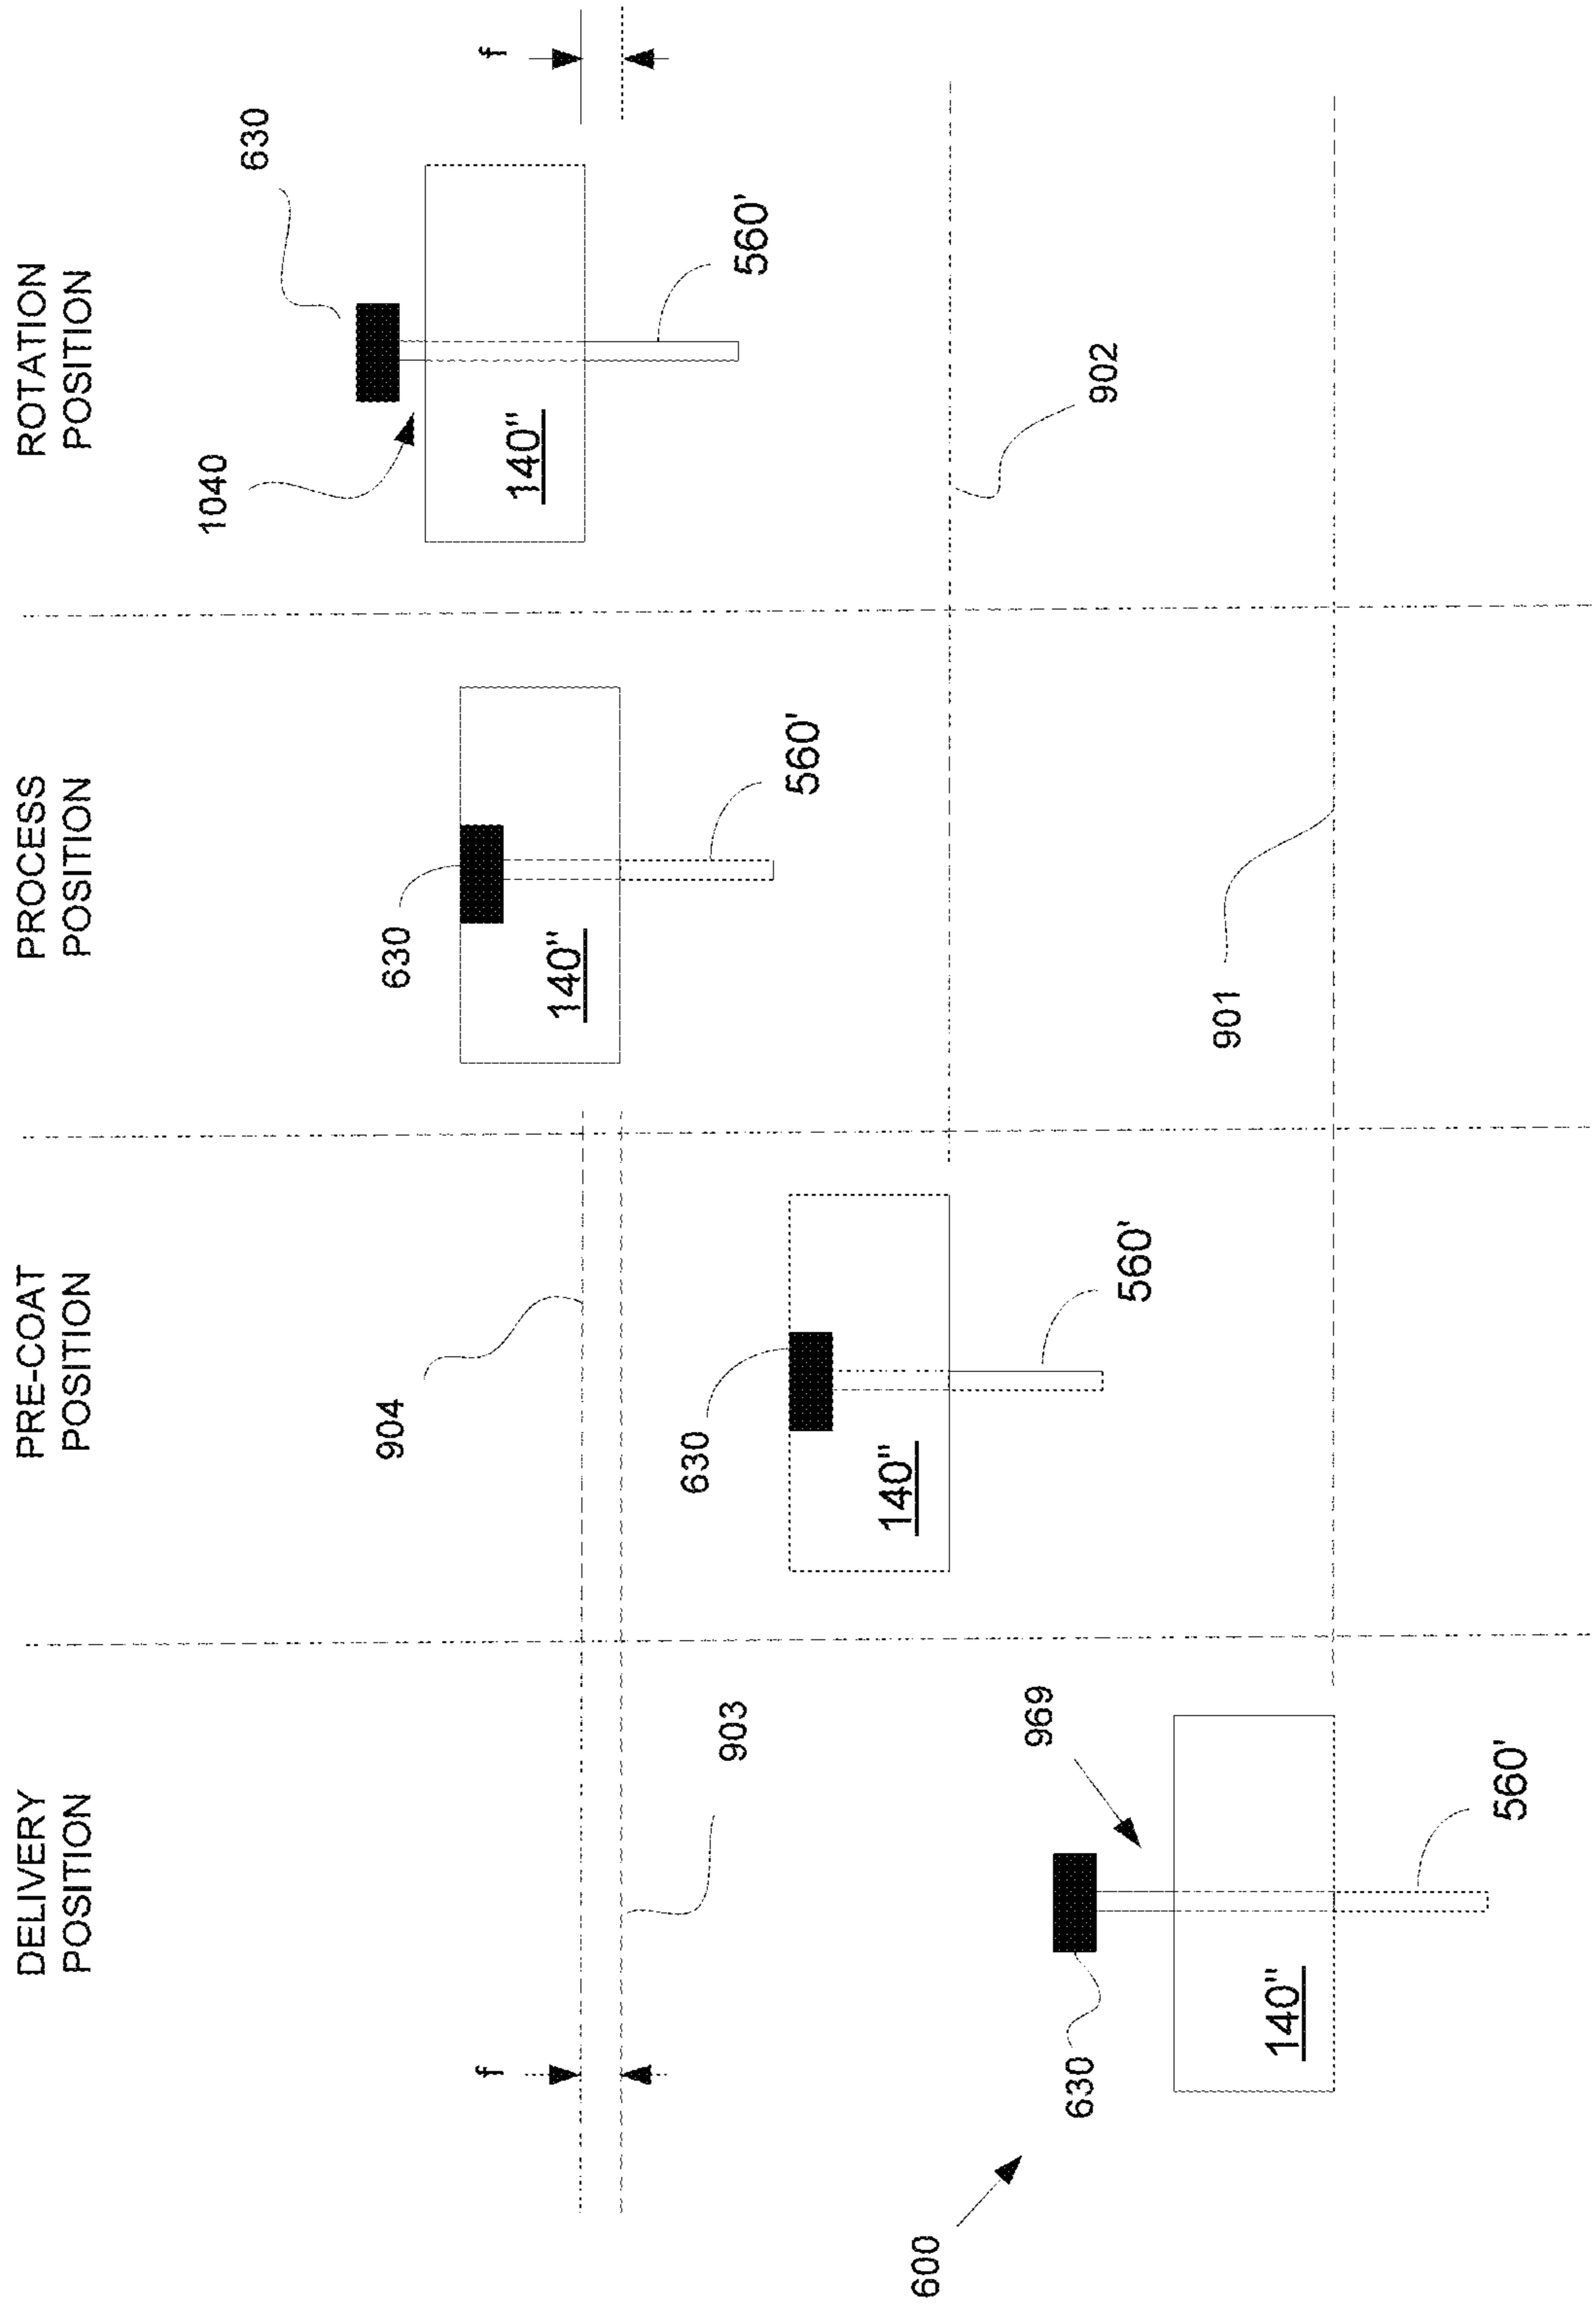 DELIVERY
POSITION
PRE-COAT
POSITION
PROCESS
POSITION
ROTATION
POSITION
630
1040
f
140"
560'
630
140"
560'
904
f
903
902
630
140"
560'
901
969
600
630
140"
560'